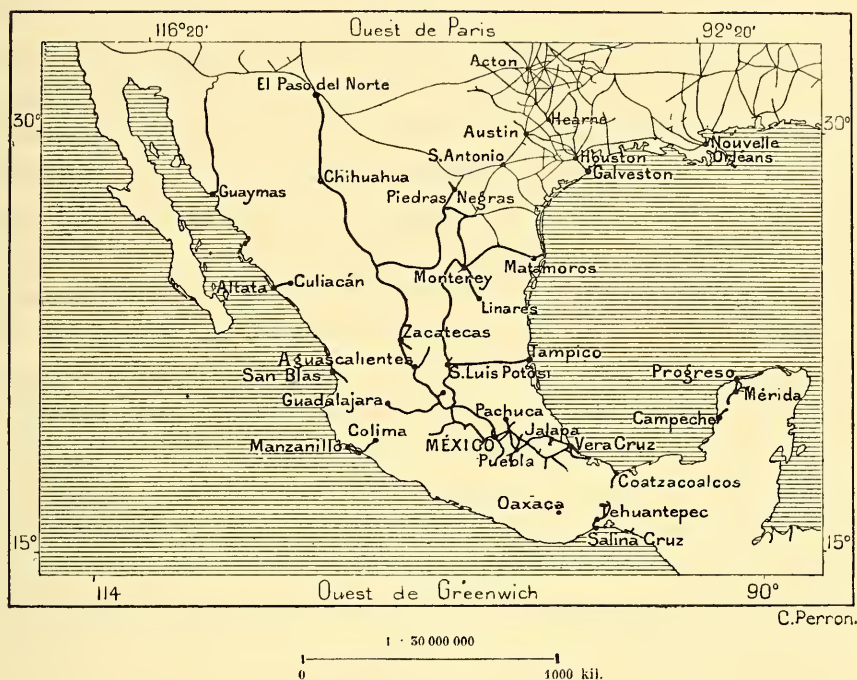 116°20' Ouest de Paris 92°20'
Acton
El Paso del Norte
30° 30°
Hearne
Austin
Nouvelle
Orléans
S. Antonio
Houston
Galveston
Chihuahua
Piedras Negras
Guaymas
Monterey
Matamoros
Altata
Culiacán
Linares
Zacatecas
Aguascalientes
Tampico
San Blas
S. Luis Potosi
Progreso
Mérida
Guadalajara
Pachuca
Campêche
Colima
Jalapa
Manzanillo
MÉXICO
Vera Cruz
Puebla
Coatzacoalcos
Oaxaca
Tehuantepec
Salina Cruz
15° 15°
114 Ouest de Greenwich 90°
C. Perron.
1 : 30 000 000
0 1000 kil.